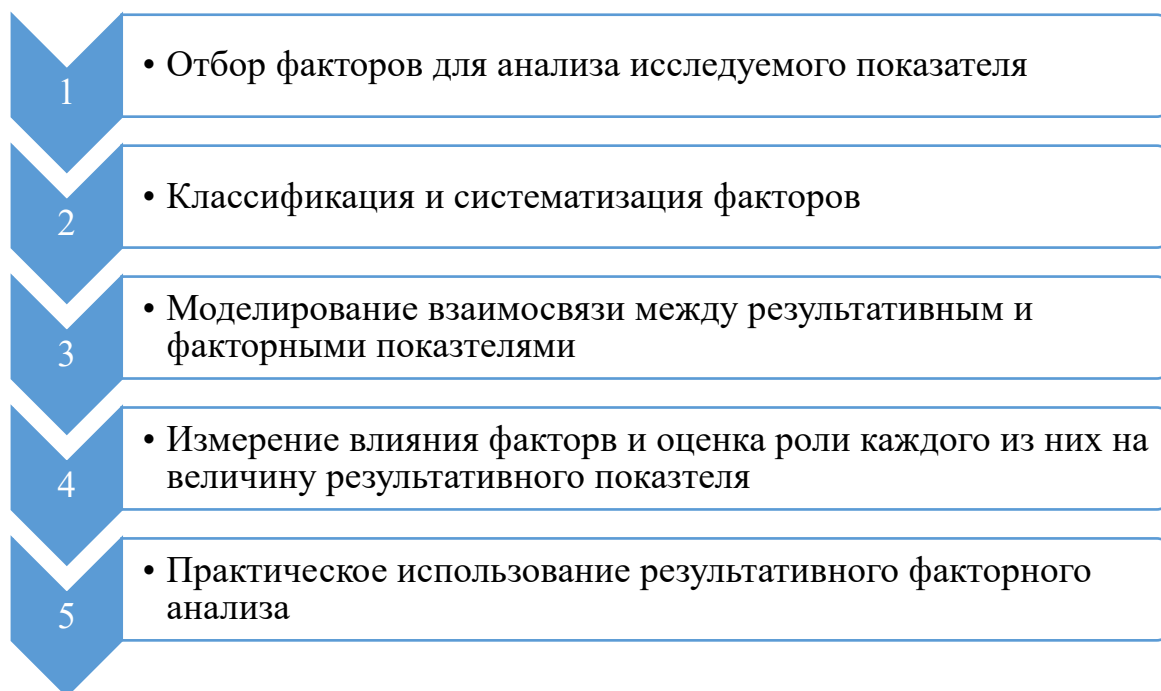 1
• Отбор факторов для анализа исследуемого показателя
2
• Классификация и систематизация факторов
3
• Моделирование взаимосвязи между результативным и
факторными показтелями
4
• Измерение влияния факторв и оценка роли каждого из них на
величину результативного показтеля
5
• Практическое использование результативного факторного
анализа